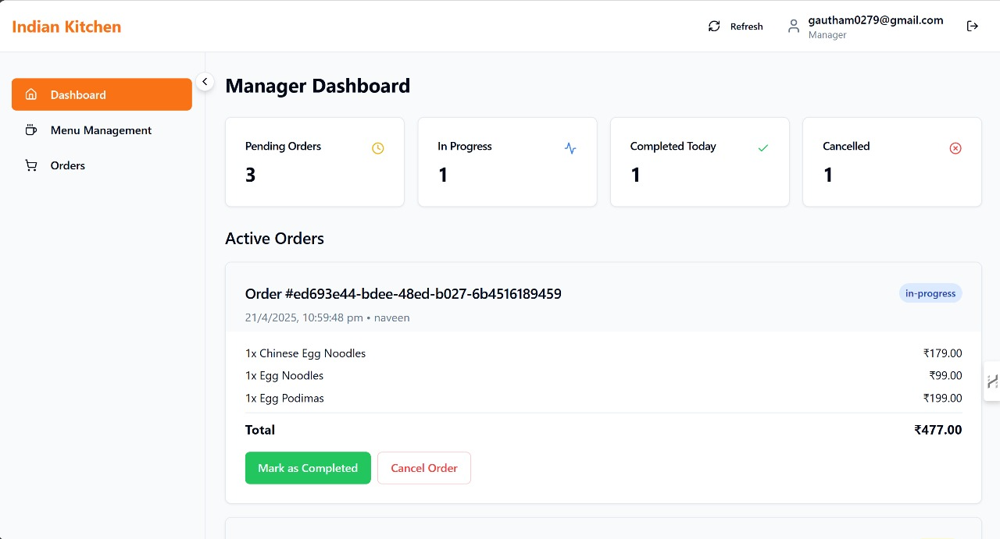 Indian Kitchen
Refresh
gautham0279@gmail.com
Manager
Dashboard
Menu Management
Orders
Manager Dashboard
Pending Orders
3
In Progress
1
Completed Today
1
Cancelled
1
Active Orders
Order #ed693e44-bdee-48ed-b027-6b4516189459
in-progress
21/4/2025, 10:59:48 pm • naveen
1x Chinese Egg Noodles ₹179.00
1x Egg Noodles ₹99.00
1x Egg Podimas ₹199.00
Total ₹477.00
Mark as Completed
Cancel Order